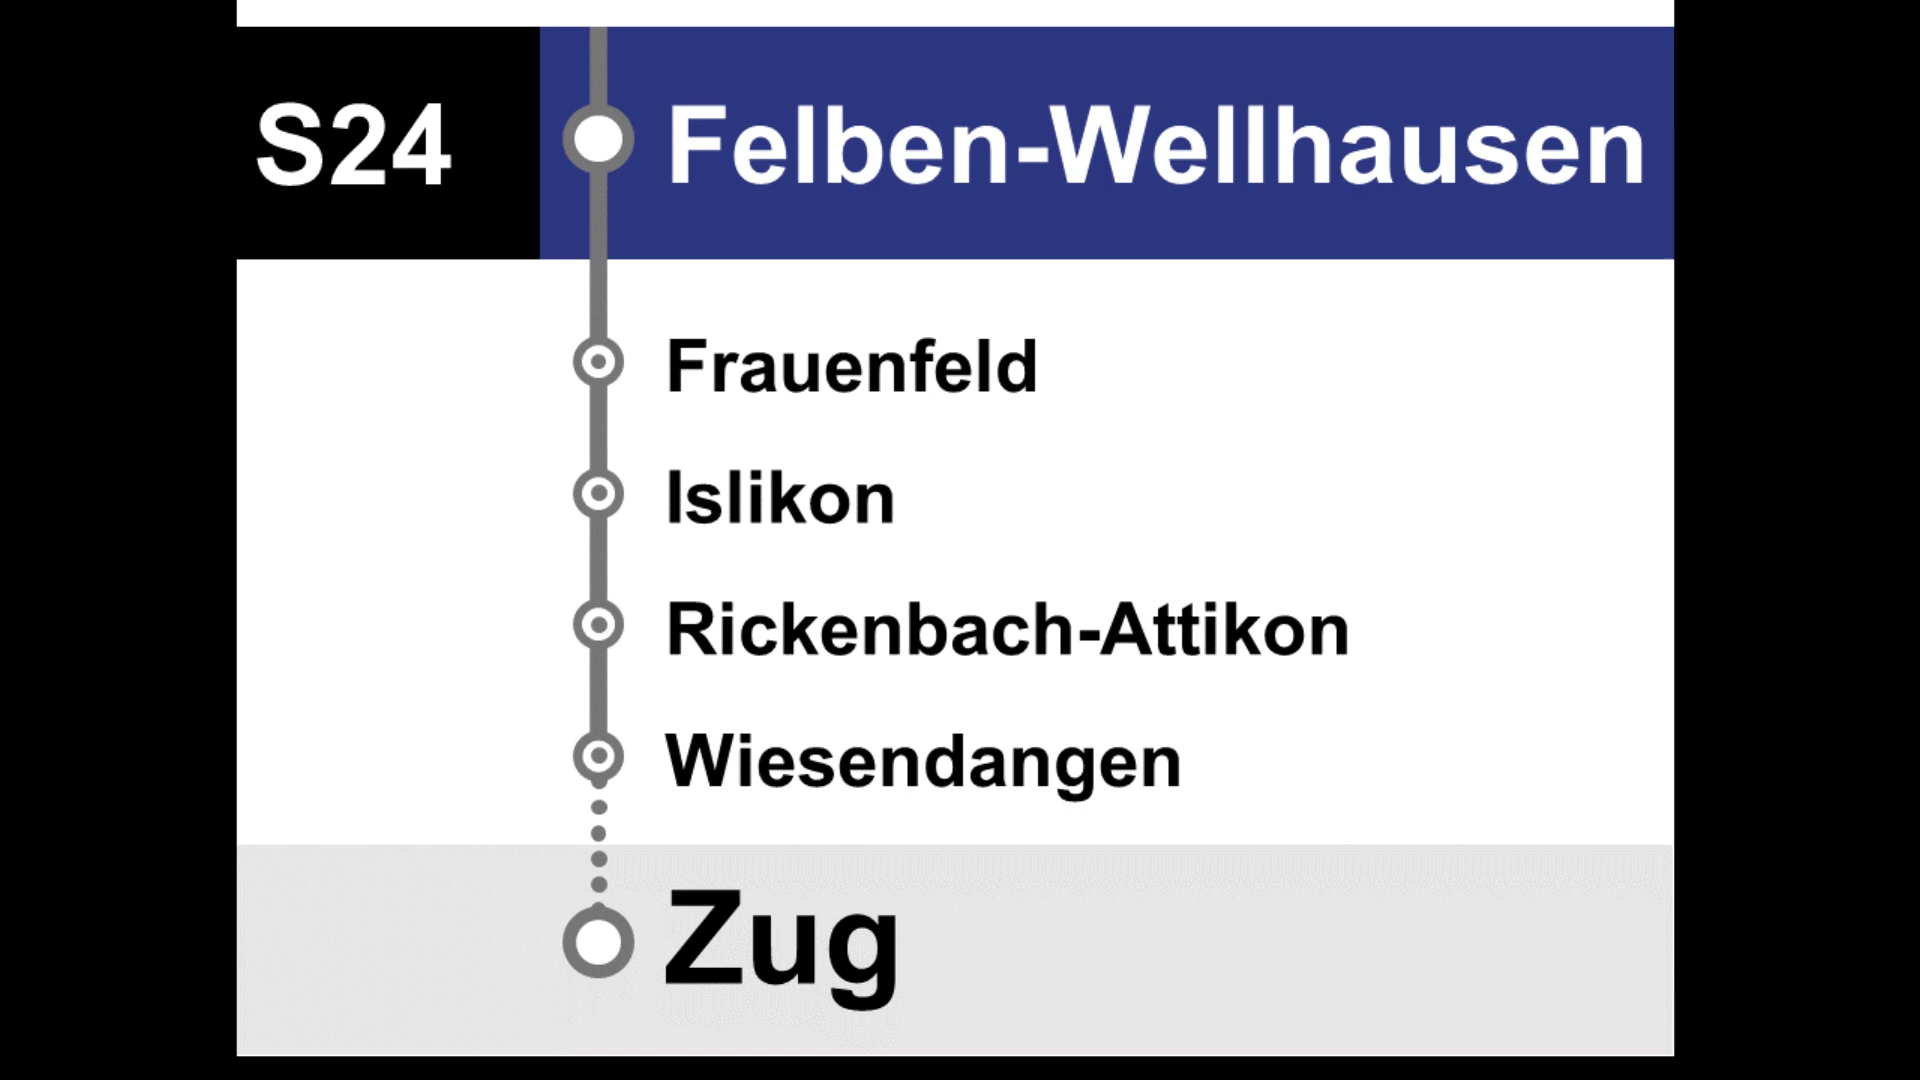 S24 Felben-Wellhausen
Frauenfeld
Islikon
Rickenbach-Attikon
Wiesendangen
Zug